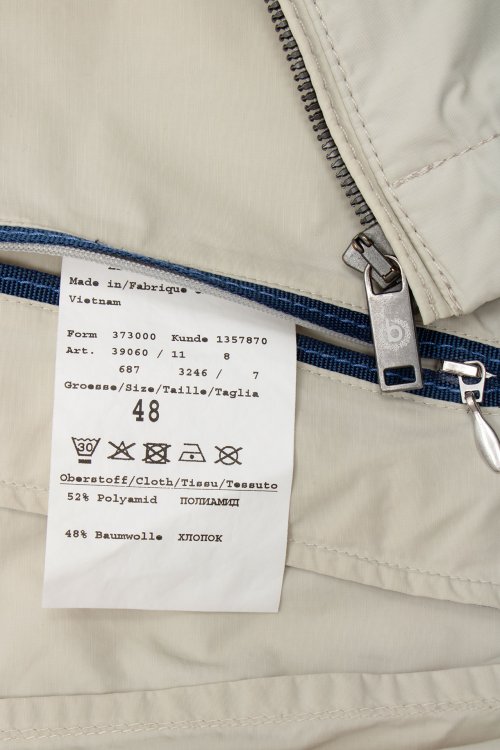 Made in/Fabrique
Vietnam
Form 373000 Kunde 1357870
Art. 39060 / 11 8
687 3246 / 7
Groesse/Size/Taille/Taglia
48
30
Oberstoff/Cloth/Tissu/Tessuto
52% Polyamid ПОЛИАМИД
48% Baumwolle ХЛОПОК